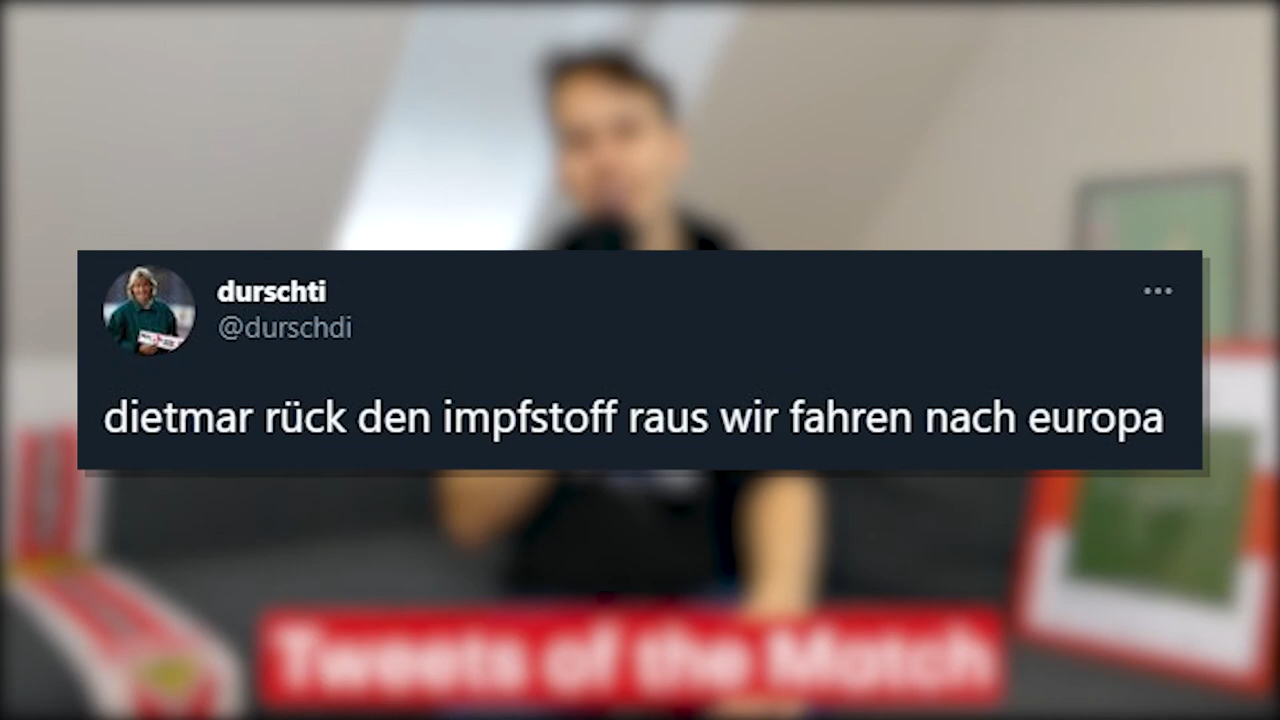 durschti
@durschdi
dietmar rück den impfstoff raus wir fahren nach europa
Tweets of the Match